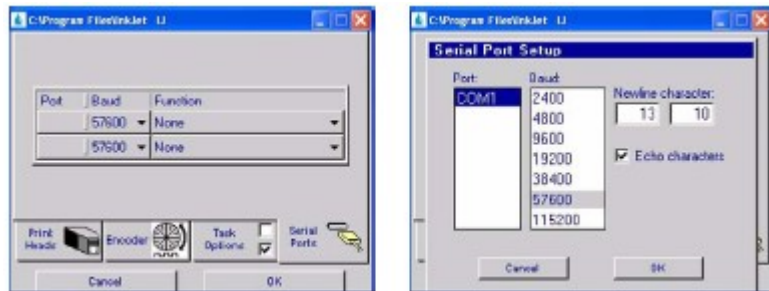 C:\Program Files\InkJet IJ
Port Baud Function
57600 None
57600 None
Print Heads
Encoder
Task Options
Serial Ports
Cancel OK
C:\Program Files\InkJet IJ
Serial Port Setup
Port:
COM1
Baud:
2400
4800
9600
19200
38400
57600
115200
Newline character:
13 10
Echo characters
Cancel OK